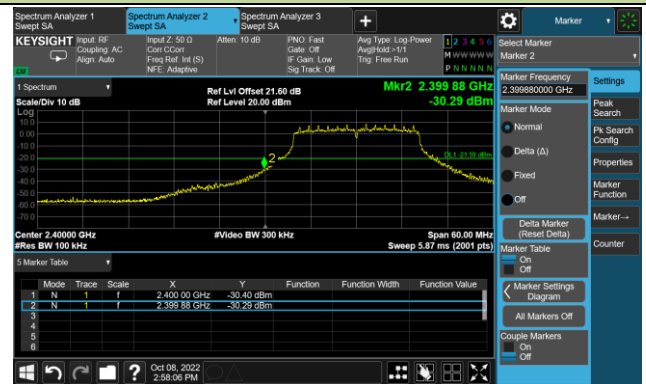 Spectrum Analyzer 1
Swept SA
Spectrum Analyzer 2
Swept SA
Spectrum Analyzer 3
Swept SA
+
Marker
KEYSIGHT
Input: RF
Coupling: AC
Align: Auto
Input Z: 50 Ω
Corr CCorr
Freq Ref: Int (S)
NFE: Adaptive
Atten: 10 dB
PNO: Fast
Gate: Off
IF Gain: Low
Sig Track: Off
Avg Type: Log-Power
Avg|Hold:>1/1
Trig: Free Run
1 2 3 4 5 6
M W W W W W
P N N N N N
LXI
Select Marker
Marker 2
1 Spectrum
Scale/Div 10 dB
Ref Lvl Offset 21.60 dB
Ref Level 20.00 dBm
Mkr2 2.399 88 GHz
-30.29 dBm
Log
10.0
0.00
-10.0
-20.0
-30.0
-40.0
-50.0
-60.0
-70.0
2
DL1 -21.59 dBm
Center 2.40000 GHz
#Res BW 100 kHz
#Video BW 300 kHz
Span 60.00 MHz
Sweep 5.87 ms (2001 pts)
5 Marker Table
Mode Trace Scale X Y Function Function Width Function Value
1 N 1 f 2.400 00 GHz -30.40 dBm
2 N 1 f 2.399 88 GHz -30.29 dBm
3
4
5
6
Marker Frequency
2.399880000 GHz
Marker Mode
Normal
Delta (Δ)
Fixed
Off
Delta Marker
(Reset Delta)
Marker Table
On
Off
Marker Settings
Diagram
All Markers Off
Couple Markers
On
Off
Settings
Peak
Search
Pk Search
Config
Properties
Marker
Function
Marker→
Counter
?
Oct 08, 2022
2:58:06 PM